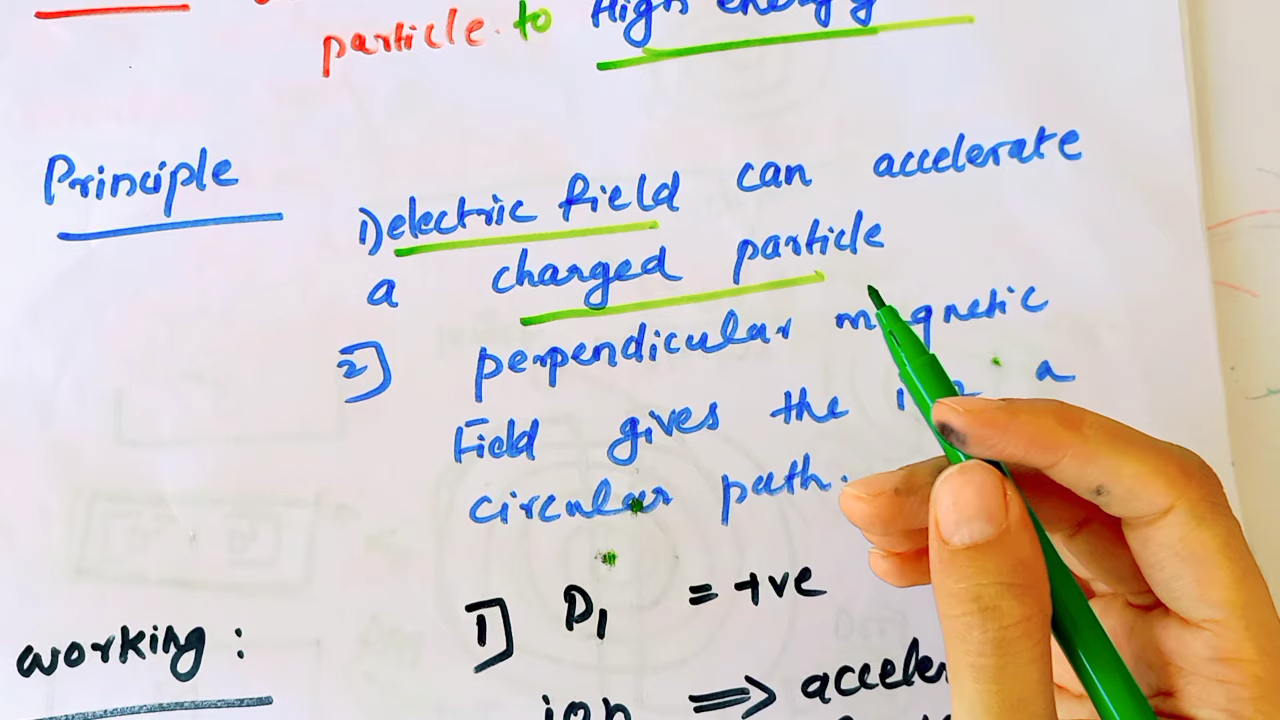 particle. to High energy
Principle
1) electric field can accelerate
a charged particle
2] perpendicular magnetic
Field gives the a
circular path.
working:
1] D1 = +ve
ion => acceler